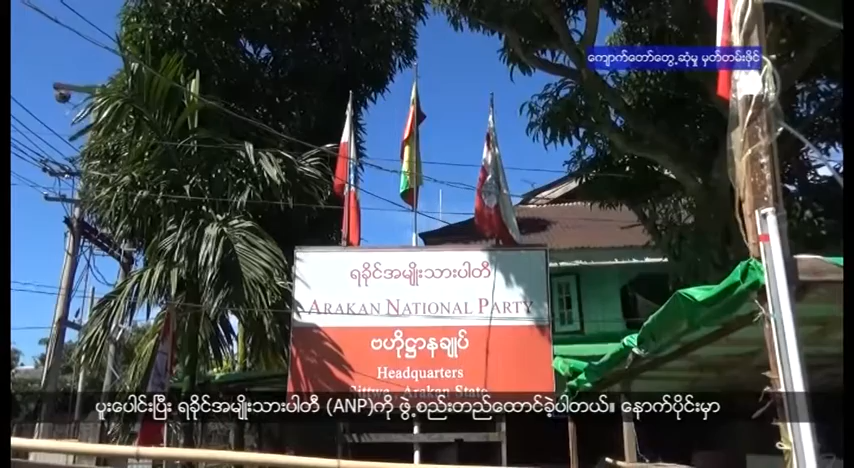 ကျောက်တော်တွေ့ဆုံမှု မှတ်တမ်းဖိုင်
ရခိုင်အမျိုးသားပါတီ
ARAKAN NATIONAL PARTY
ဗဟိုဌာနချုပ်
Headquarters
Sittwe, Arakan State
ပူးပေါင်းပြီး ရခိုင်အမျိုးသားပါတီ (ANP)ကို ဖွဲ့စည်းတည်ထောင်ခဲ့ပါတယ်။ နောက်ပိုင်းမှာ